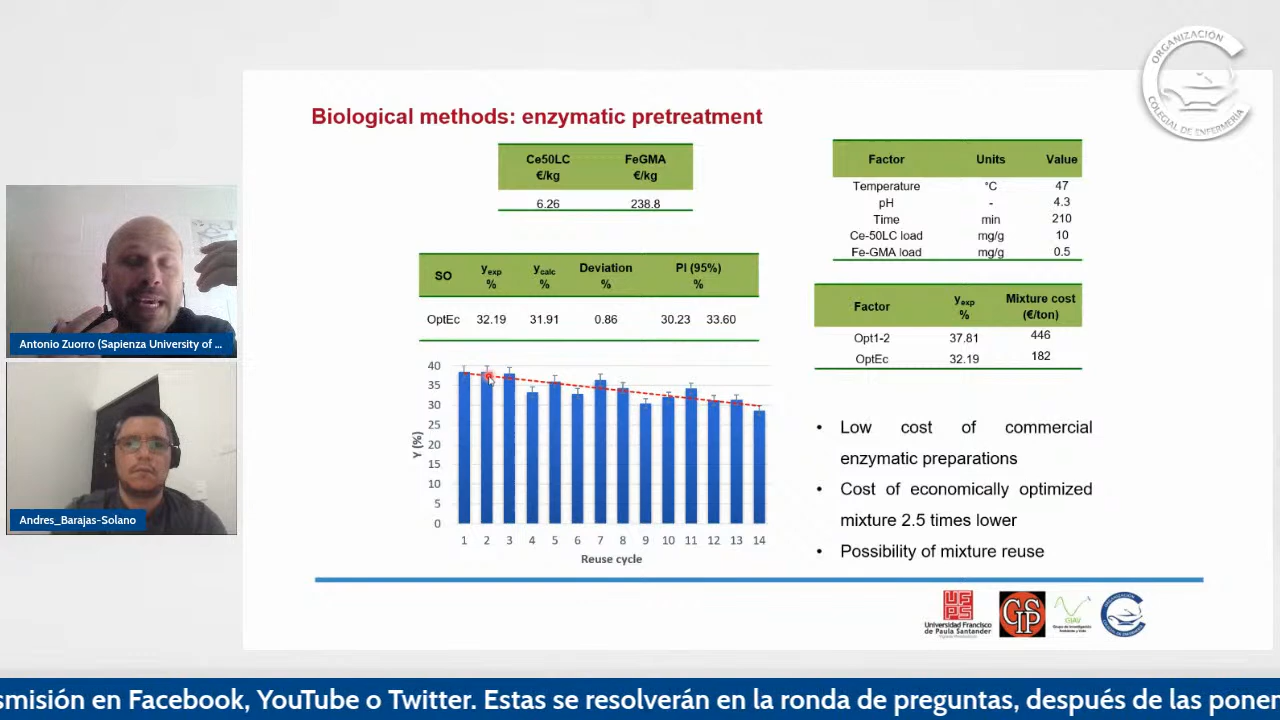 ORGANIZACIÓN
COLEGIAL DE ENFERMERÍA
Biological methods: enzymatic pretreatment
Ce50LC FeGMA
€/kg €/kg
6.26 238.8
Factor Units Value
Temperature °C 47
pH - 4.3
Time min 210
Ce-50LC load mg/g 10
Fe-GMA load mg/g 0.5
SO yexp ycalc Deviation PI (95%)
% % % %
OptEc 32.19 31.91 0.86 30.23 33.60
Factor yexp Mixture cost
% (€/ton)
Opt1-2 37.81 446
OptEc 32.19 182
Antonio Zuorro (Sapienza University of ...
Andres_Barajas-Solano
40
35
30
25
20
15
10
5
0
Y (%)
1 2 3 4 5 6 7 8 9 10 11 12 13 14
Reuse cycle
• Low cost of commercial
enzymatic preparations
• Cost of economically optimized
mixture 2.5 times lower
• Possibility of mixture reuse
UFPS
Universidad Francisco
de Paula Santander
GIAV
smisión en Facebook, YouTube o Twitter. Estas se resolverán en la ronda de preguntas, después de las poner